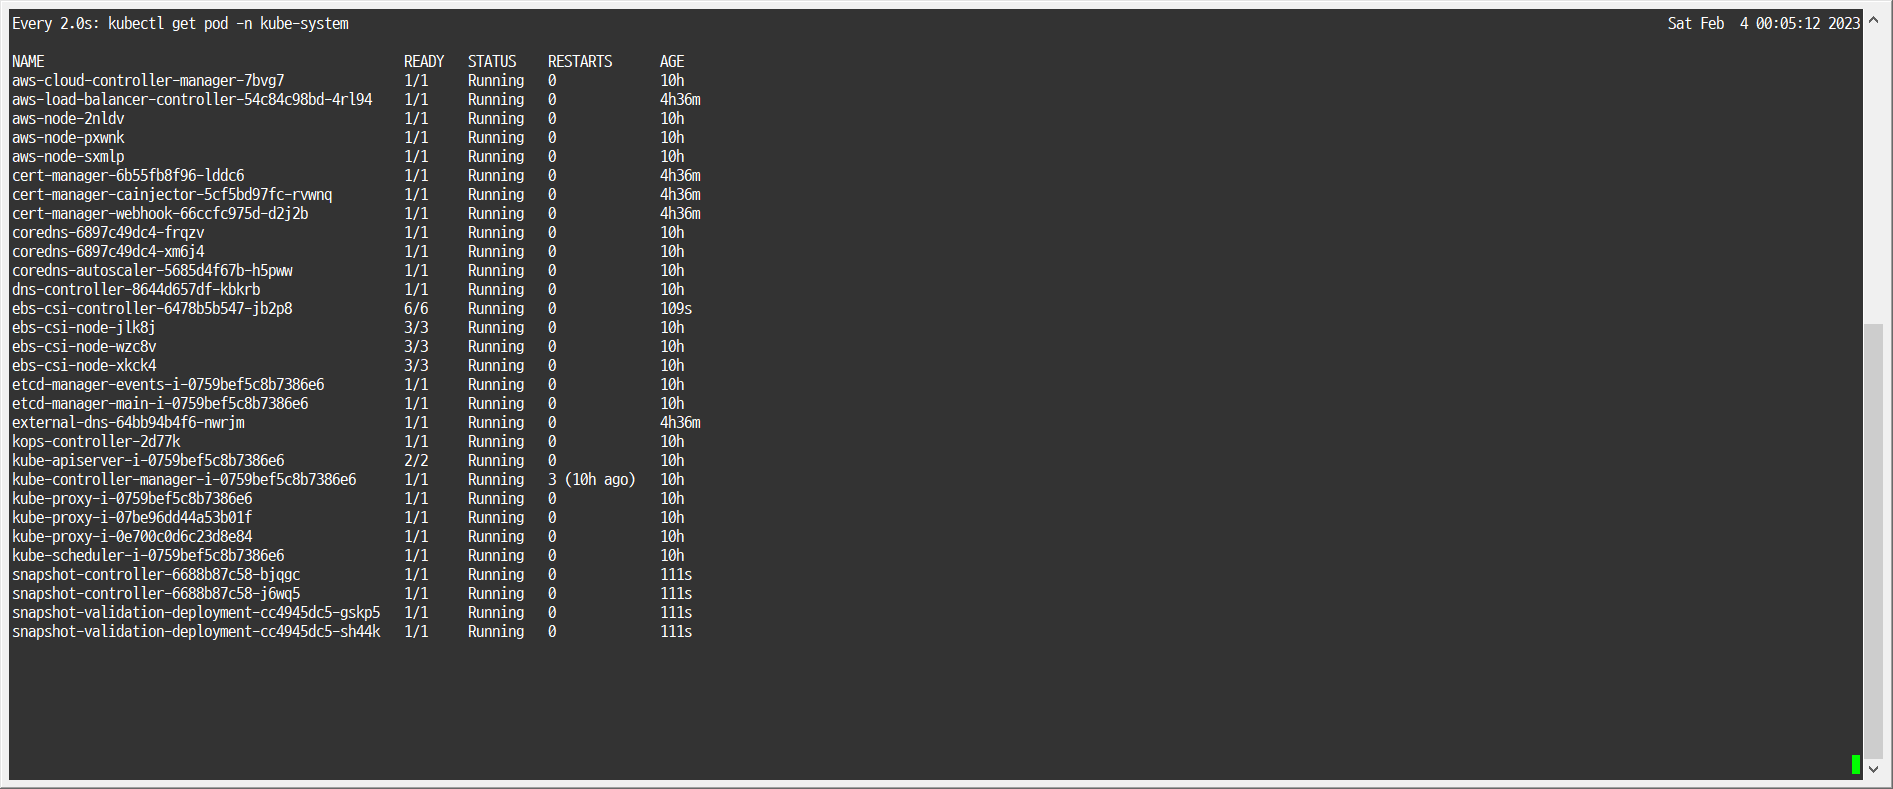 Every 2.0s: kubectl get pod -n kube-system Sat Feb  4 00:05:12 2023
NAME READY STATUS RESTARTS AGE
aws-cloud-controller-manager-7bvg7 1/1 Running 0 10h
aws-load-balancer-controller-54c84c98bd-4rl94 1/1 Running 0 4h36m
aws-node-2nldv 1/1 Running 0 10h
aws-node-pxwnk 1/1 Running 0 10h
aws-node-sxmlp 1/1 Running 0 10h
cert-manager-6b55fb8f96-lddc6 1/1 Running 0 4h36m
cert-manager-cainjector-5cf5bd97fc-rvwnq 1/1 Running 0 4h36m
cert-manager-webhook-66ccfc975d-d2j2b 1/1 Running 0 4h36m
coredns-6897c49dc4-frqzv 1/1 Running 0 10h
coredns-6897c49dc4-xm6j4 1/1 Running 0 10h
coredns-autoscaler-5685d4f67b-h5pww 1/1 Running 0 10h
dns-controller-8644d657df-kbkrb 1/1 Running 0 10h
ebs-csi-controller-6478b5b547-jb2p8 6/6 Running 0 109s
ebs-csi-node-jlk8j 3/3 Running 0 10h
ebs-csi-node-wzc8v 3/3 Running 0 10h
ebs-csi-node-xkck4 3/3 Running 0 10h
etcd-manager-events-i-0759bef5c8b7386e6 1/1 Running 0 10h
etcd-manager-main-i-0759bef5c8b7386e6 1/1 Running 0 10h
external-dns-64bb94b4f6-nwrjm 1/1 Running 0 4h36m
kops-controller-2d77k 1/1 Running 0 10h
kube-apiserver-i-0759bef5c8b7386e6 2/2 Running 0 10h
kube-controller-manager-i-0759bef5c8b7386e6 1/1 Running 3 (10h ago) 10h
kube-proxy-i-0759bef5c8b7386e6 1/1 Running 0 10h
kube-proxy-i-07be96dd44a53b01f 1/1 Running 0 10h
kube-proxy-i-0e700c0d6c23d8e84 1/1 Running 0 10h
kube-scheduler-i-0759bef5c8b7386e6 1/1 Running 0 10h
snapshot-controller-6688b87c58-bjqgc 1/1 Running 0 111s
snapshot-controller-6688b87c58-j6wq5 1/1 Running 0 111s
snapshot-validation-deployment-cc4945dc5-gskp5 1/1 Running 0 111s
snapshot-validation-deployment-cc4945dc5-sh44k 1/1 Running 0 111s